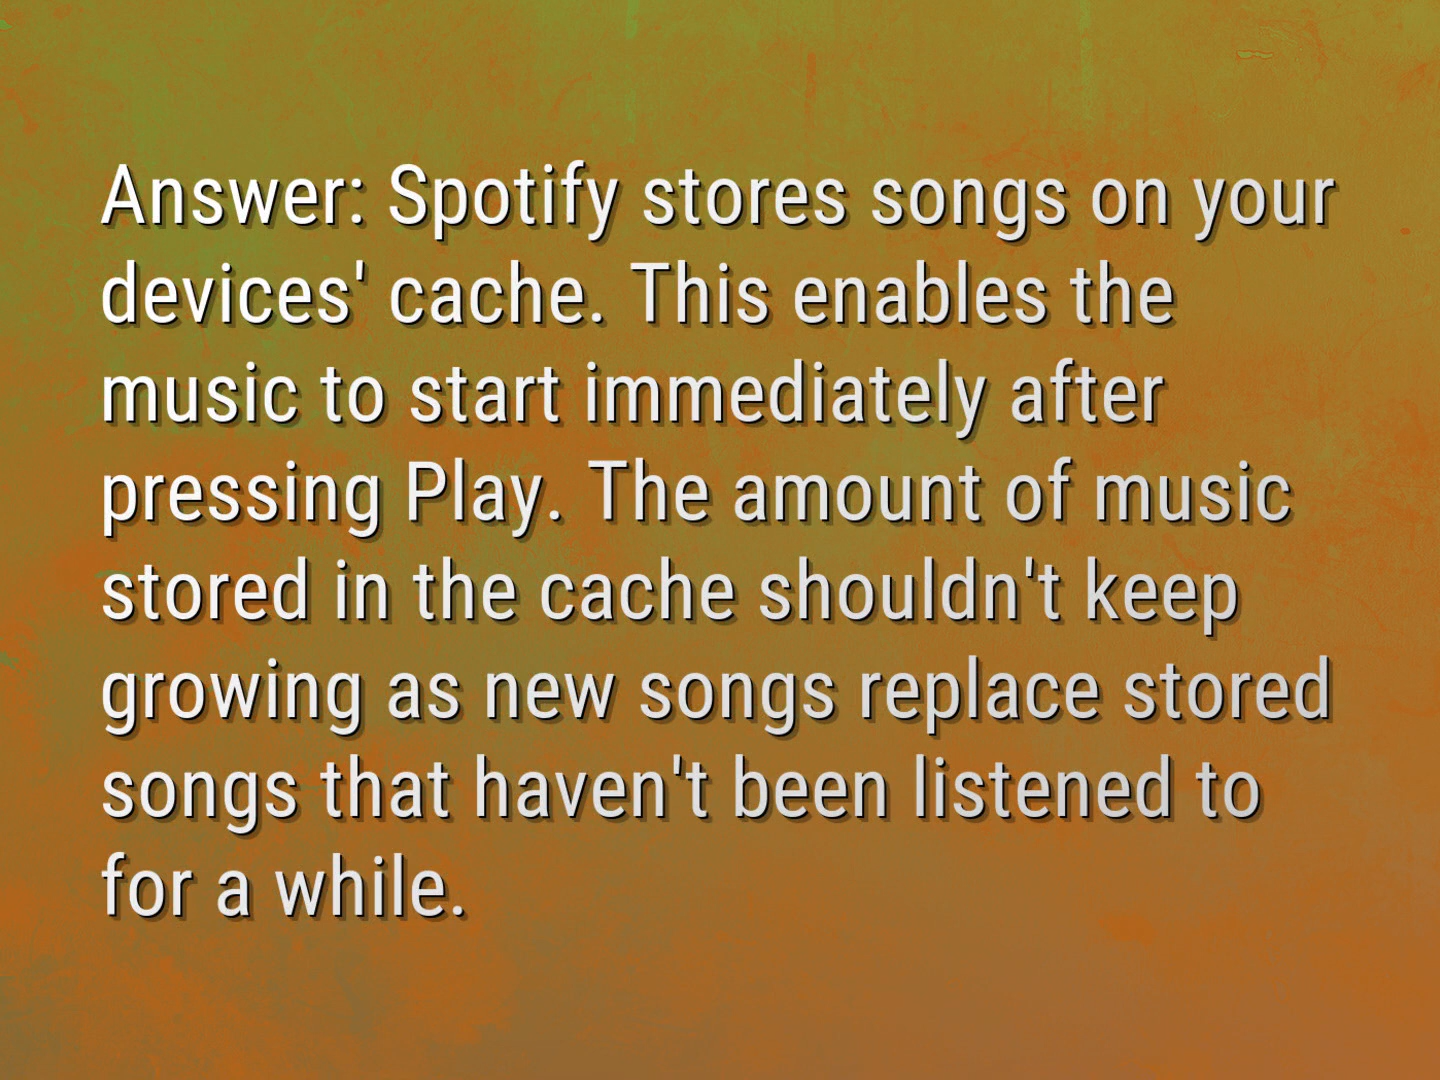 Answer: Spotify stores songs on your
devices' cache. This enables the
music to start immediately after
pressing Play. The amount of music
stored in the cache shouldn't keep
growing as new songs replace stored
songs that haven't been listened to
for a while.